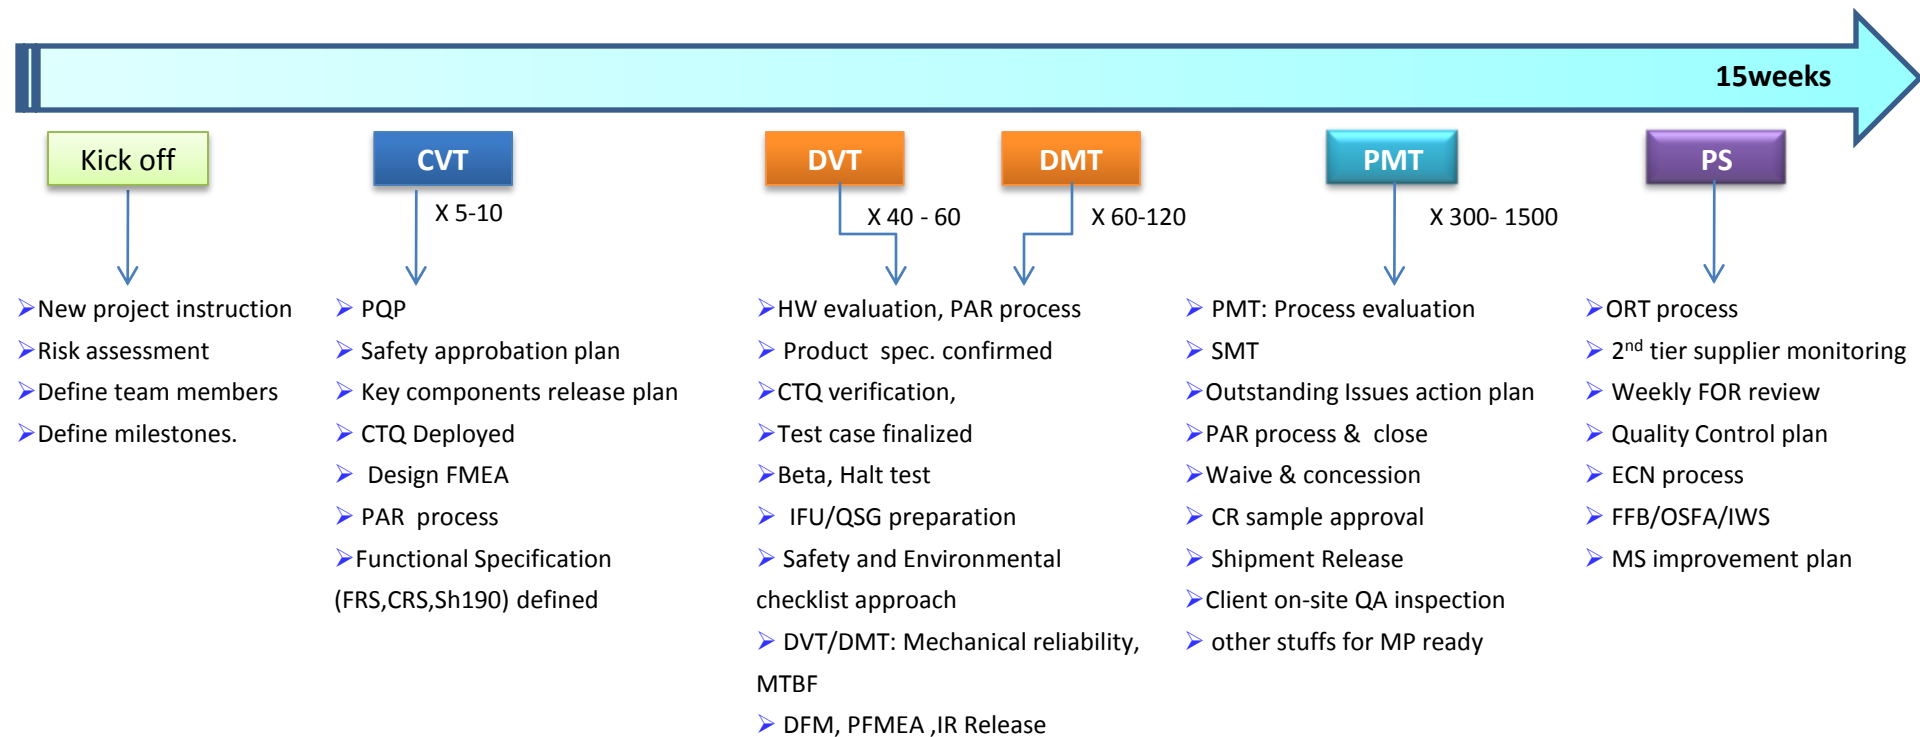 15weeks
Kick off
CVT
DVT
DMT
PMT
PS
X 5-10
X 40 - 60
X 60-120
X 300- 1500
New project instruction
Risk assessment
Define team members
Define milestones.
PQP
Safety approbation plan
Key components release plan
CTQ Deployed
Design FMEA
PAR process
Functional Specification
(FRS,CRS,Sh190) defined
HW evaluation, PAR process
Product spec. confirmed
CTQ verification,
Test case finalized
Beta, Halt test
IFU/QSG preparation
Safety and Environmental
checklist approach
DVT/DMT: Mechanical reliability,
MTBF
DFM, PFMEA ,IR Release
PMT: Process evaluation
SMT
Outstanding Issues action plan
PAR process & close
Waive & concession
CR sample approval
Shipment Release
Client on-site QA inspection
other stuffs for MP ready
ORT process
2nd tier supplier monitoring
Weekly FOR review
Quality Control plan
ECN process
FFB/OSFA/IWS
MS improvement plan